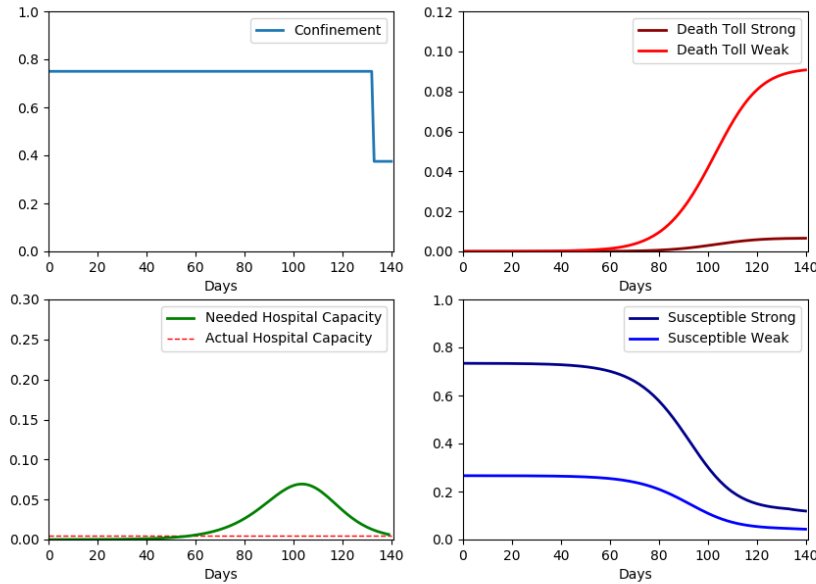 1.0
0.8
0.6
0.4
0.2
0.0
0 20 40 60 80 100 120 140
Days
Confinement
0.12
0.10
0.08
0.06
0.04
0.02
0.00
0 20 40 60 80 100 120 140
Days
Death Toll Strong
Death Toll Weak
0.30
0.25
0.20
0.15
0.10
0.05
0.00
0 20 40 60 80 100 120 140
Days
Needed Hospital Capacity
Actual Hospital Capacity
1.0
0.8
0.6
0.4
0.2
0.0
0 20 40 60 80 100 120 140
Days
Susceptible Strong
Susceptible Weak